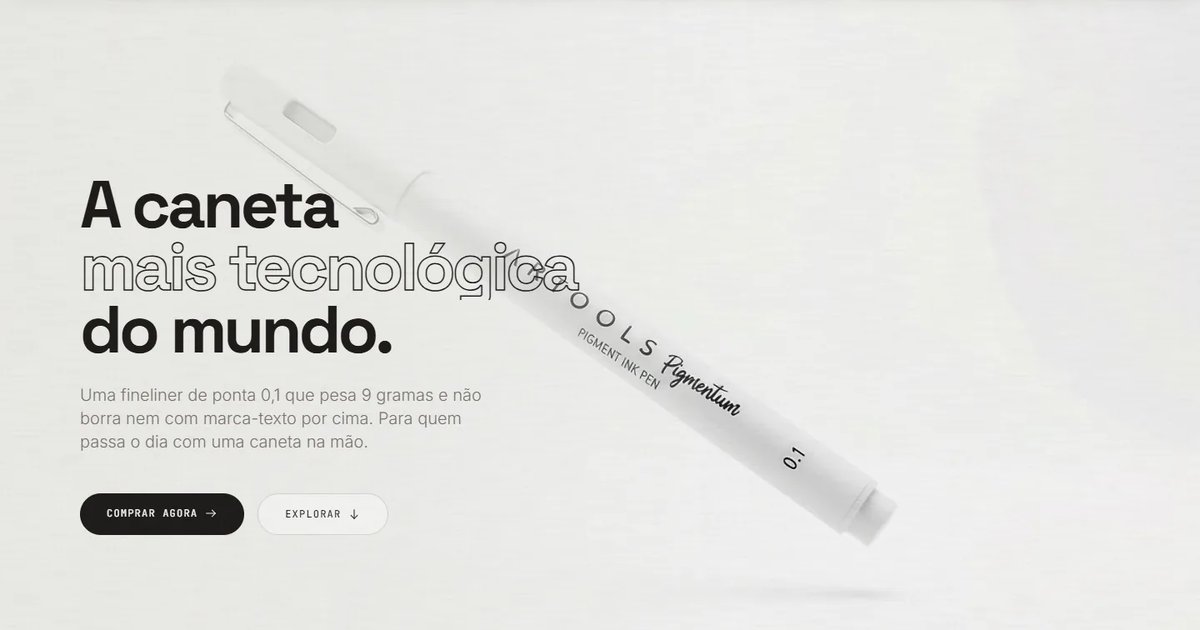 A caneta
mais tecnológica
do mundo.
Uma fineliner de ponta 0,1 que pesa 9 gramas e não
borra nem com marca-texto por cima. Para quem
passa o dia com uma caneta na mão.
COMPRAR AGORA →
EXPLORAR ↓
ARTOOLS
PIGMENT INK PEN
Pigmentum
0.1